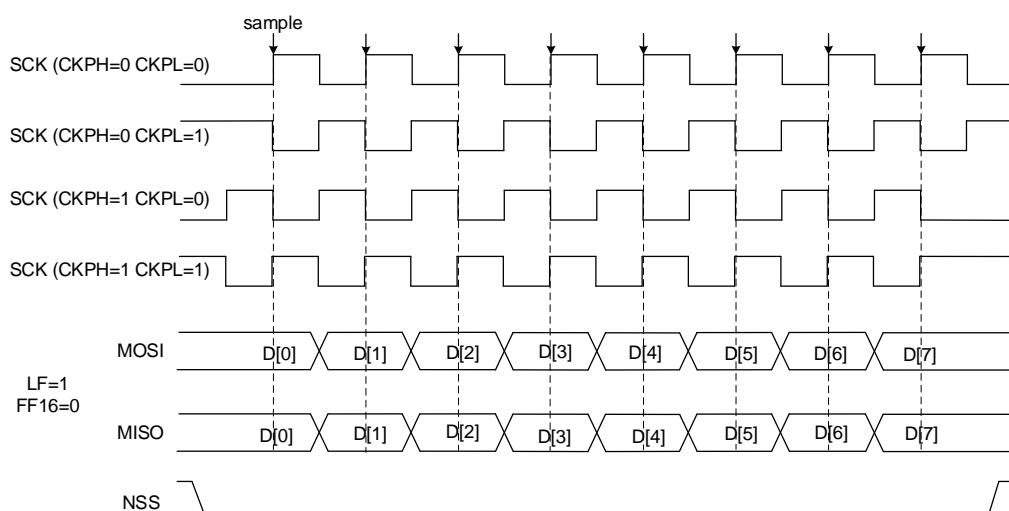 sample
SCK (CKPH=0 CKPL=0)
SCK (CKPH=0 CKPL=1)
SCK (CKPH=1 CKPL=0)
SCK (CKPH=1 CKPL=1)
MOSI
D[0] D[1] D[2] D[3] D[4] D[5] D[6] D[7]
LF=1
FF16=0
MISO
D[0] D[1] D[2] D[3] D[4] D[5] D[6] D[7]
NSS